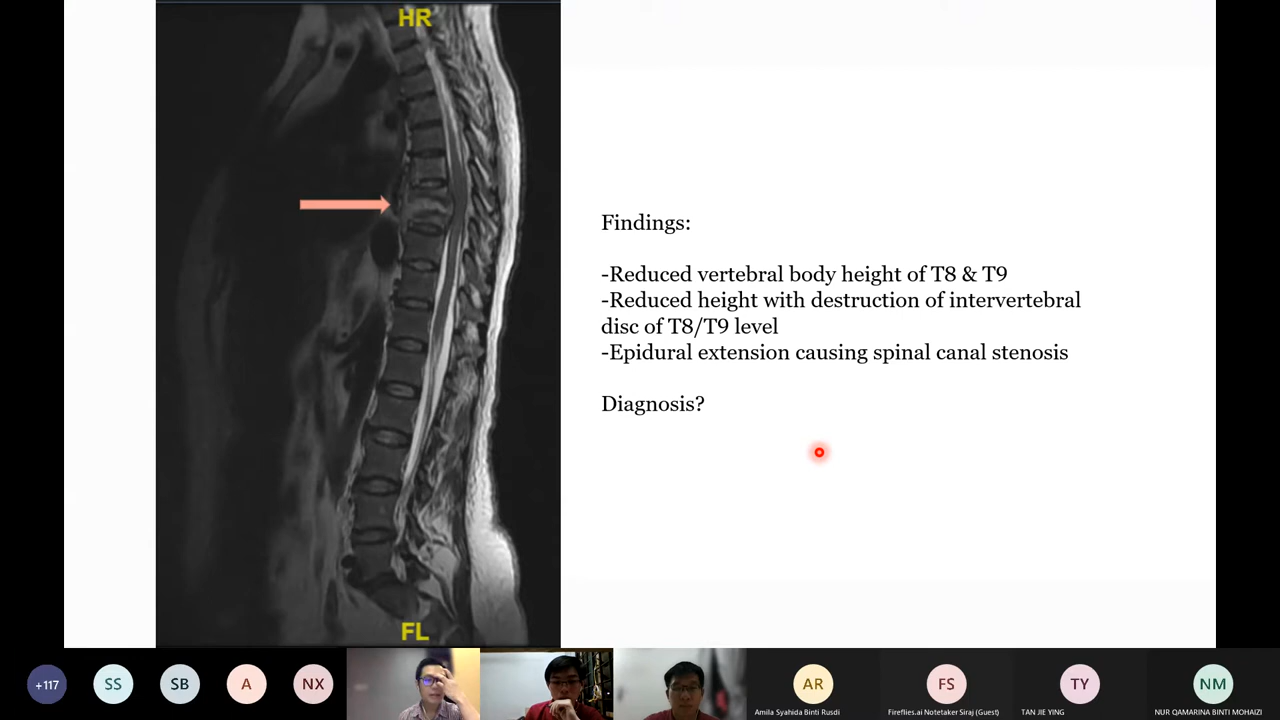 HR
Findings:
-Reduced vertebral body height of T8 & T9
-Reduced height with destruction of intervertebral
disc of T8/T9 level
-Epidural extension causing spinal canal stenosis
Diagnosis?
FL
+117
SS
SB
A
NX
AR
FS
TY
NM
Amila Syahida Binti Rusdi
Fireflies.ai Notetaker Siraj (Guest)
TAN JIE YING
NUR QAMARINA BINTI MOHAIZI